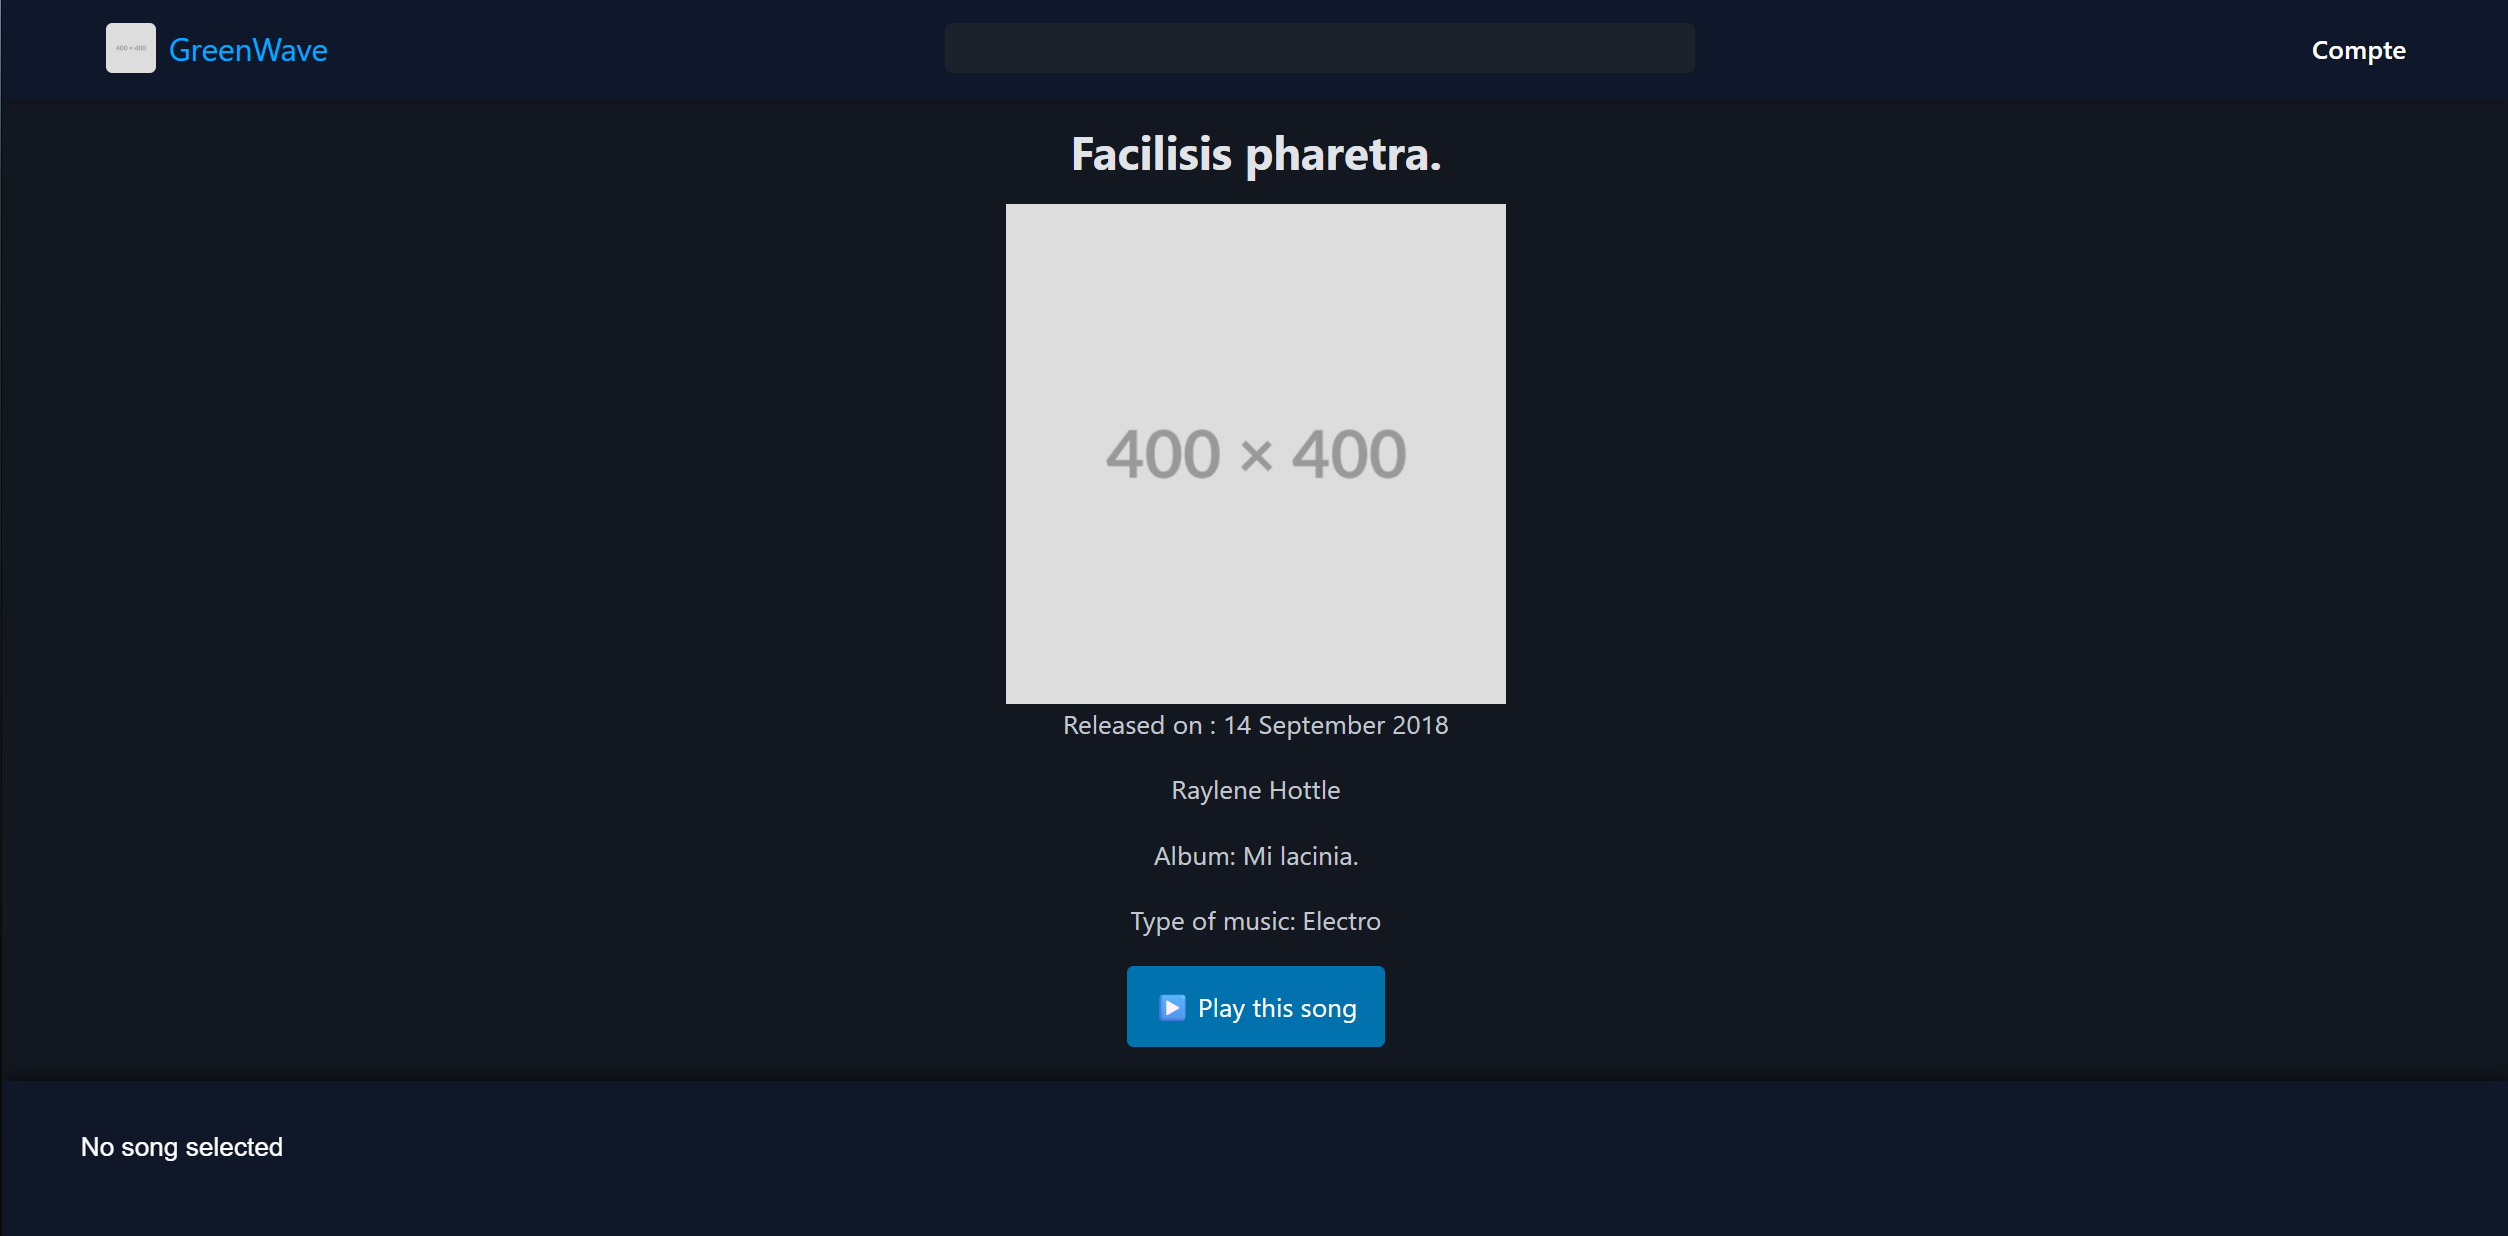 400 × 400
GreenWave
Compte
Facilisis pharetra.
400 × 400
Released on : 14 September 2018
Raylene Hottle
Album: Mi lacinia.
Type of music: Electro
▶️ Play this song
No song selected